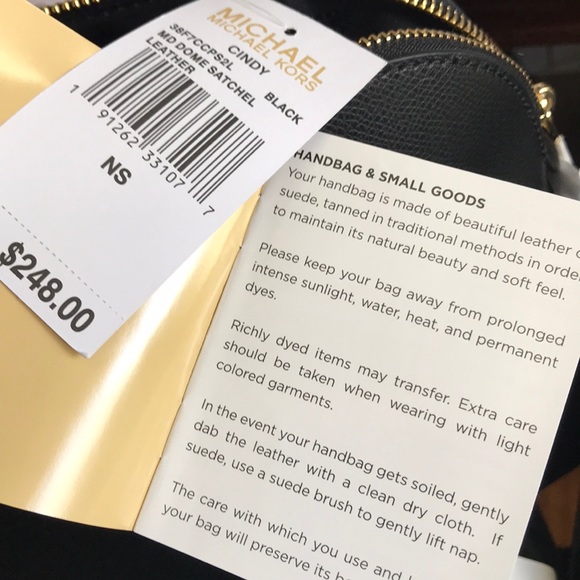 MICHAEL
MICHAEL KORS
CINDY
38F7CCPS2L BLACK
MD DOME SATCHEL
LEATHER
1 91262 33107 7
NS
$248.00
HANDBAG & SMALL GOODS
Your handbag is made of beautiful leather
suede, tanned in traditional methods in order
to maintain its natural beauty and soft feel.
Please keep your bag away from prolonged
intense sunlight, water, heat, and permanent
dyes.
Richly dyed items may transfer. Extra care
should be taken when wearing with light
colored garments.
In the event your handbag gets soiled, gently
dab the leather with a clean dry cloth. If
suede, use a suede brush to gently lift nap.
The care with which you use and
your bag will preserve its